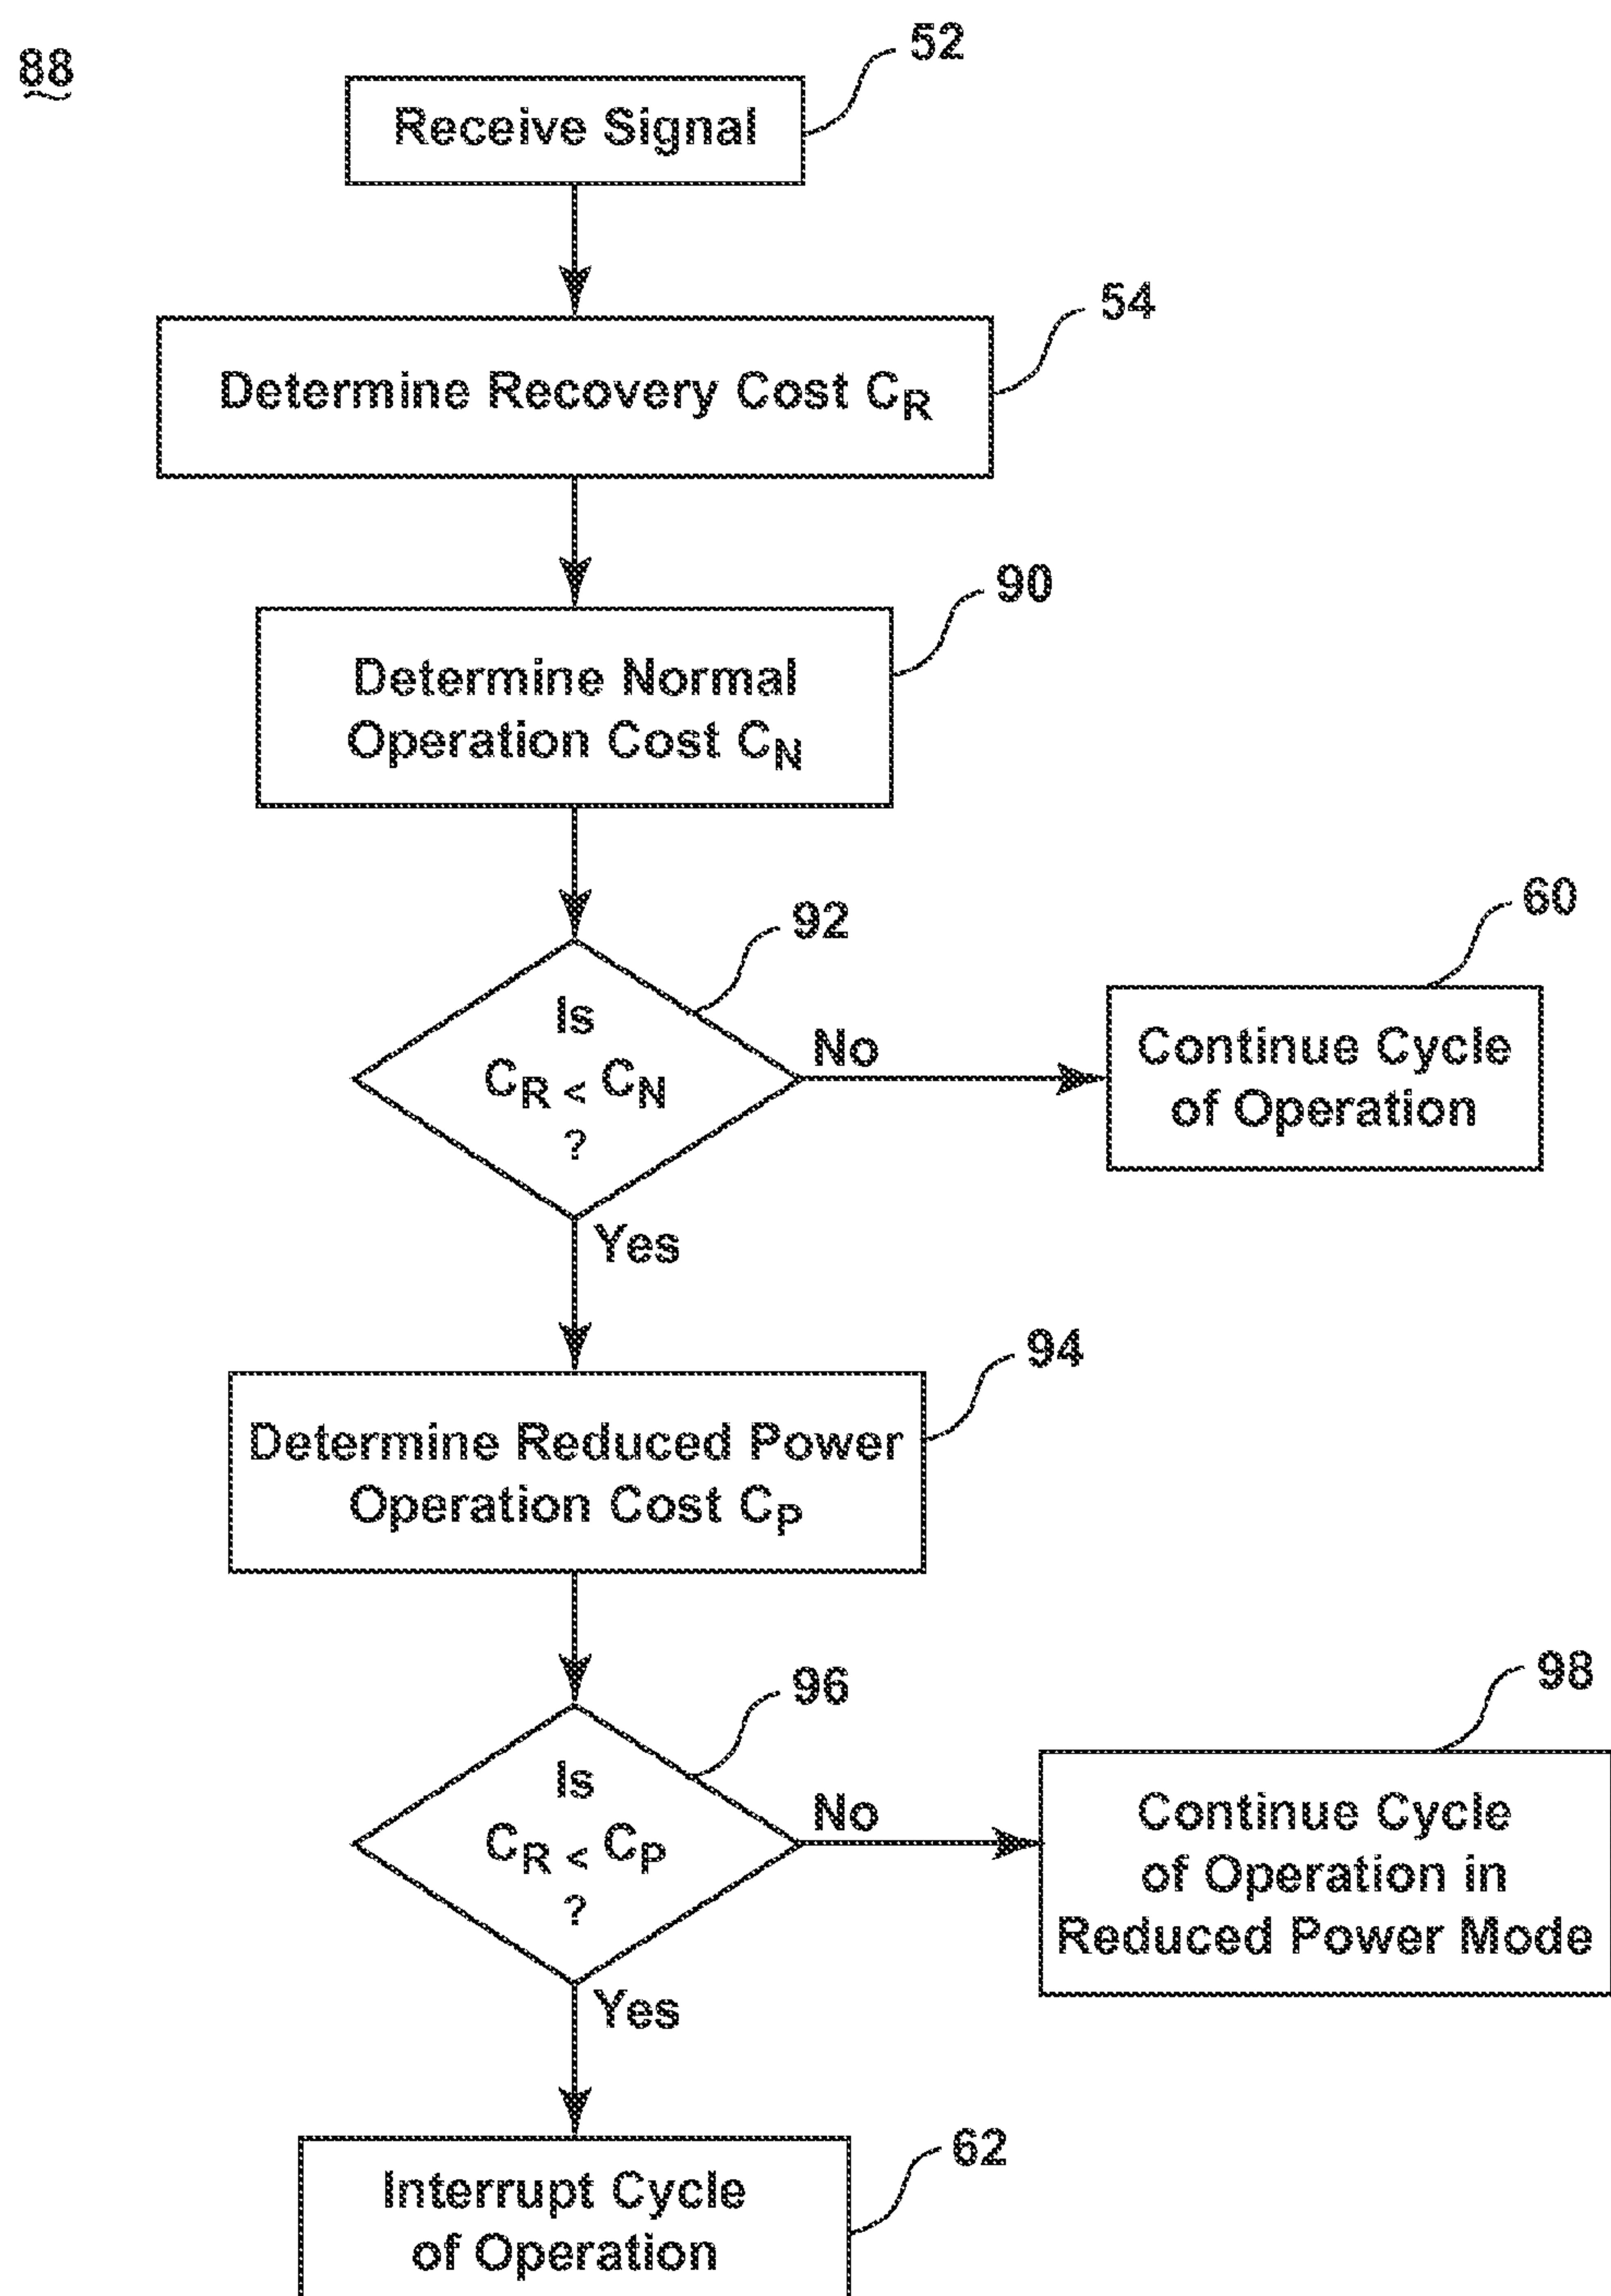 88
52
Receive Signal
54
Determine Recovery Cost CR
90
Determine Normal
Operation Cost CN
92
Is
CR < CN
?
No
60
Continue Cycle
of Operation
Yes
94
Determine Reduced Power
Operation Cost CP
96
Is
CR < CP
?
No
98
Continue Cycle
of Operation in
Reduced Power Mode
Yes
62
Interrupt Cycle
of Operation